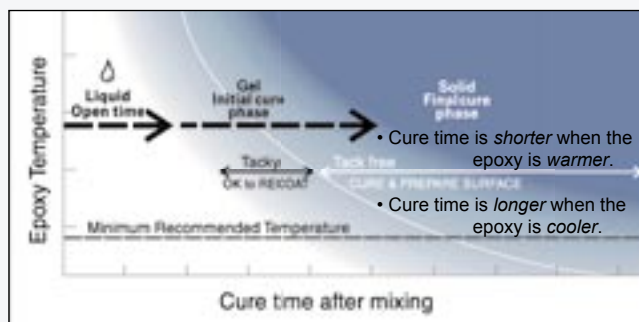 Epoxy Temperature
Liquid
Open time
Gel
Initial cure
phase
Solid
Final cure
phase
• Cure time is shorter when the
epoxy is warmer.
Tacky
OK to RECOAT
Tack free
CURE & PREPARE SURFACE
• Cure time is longer when the
epoxy is cooler.
Minimum Recommended Temperature
Cure time after mixing